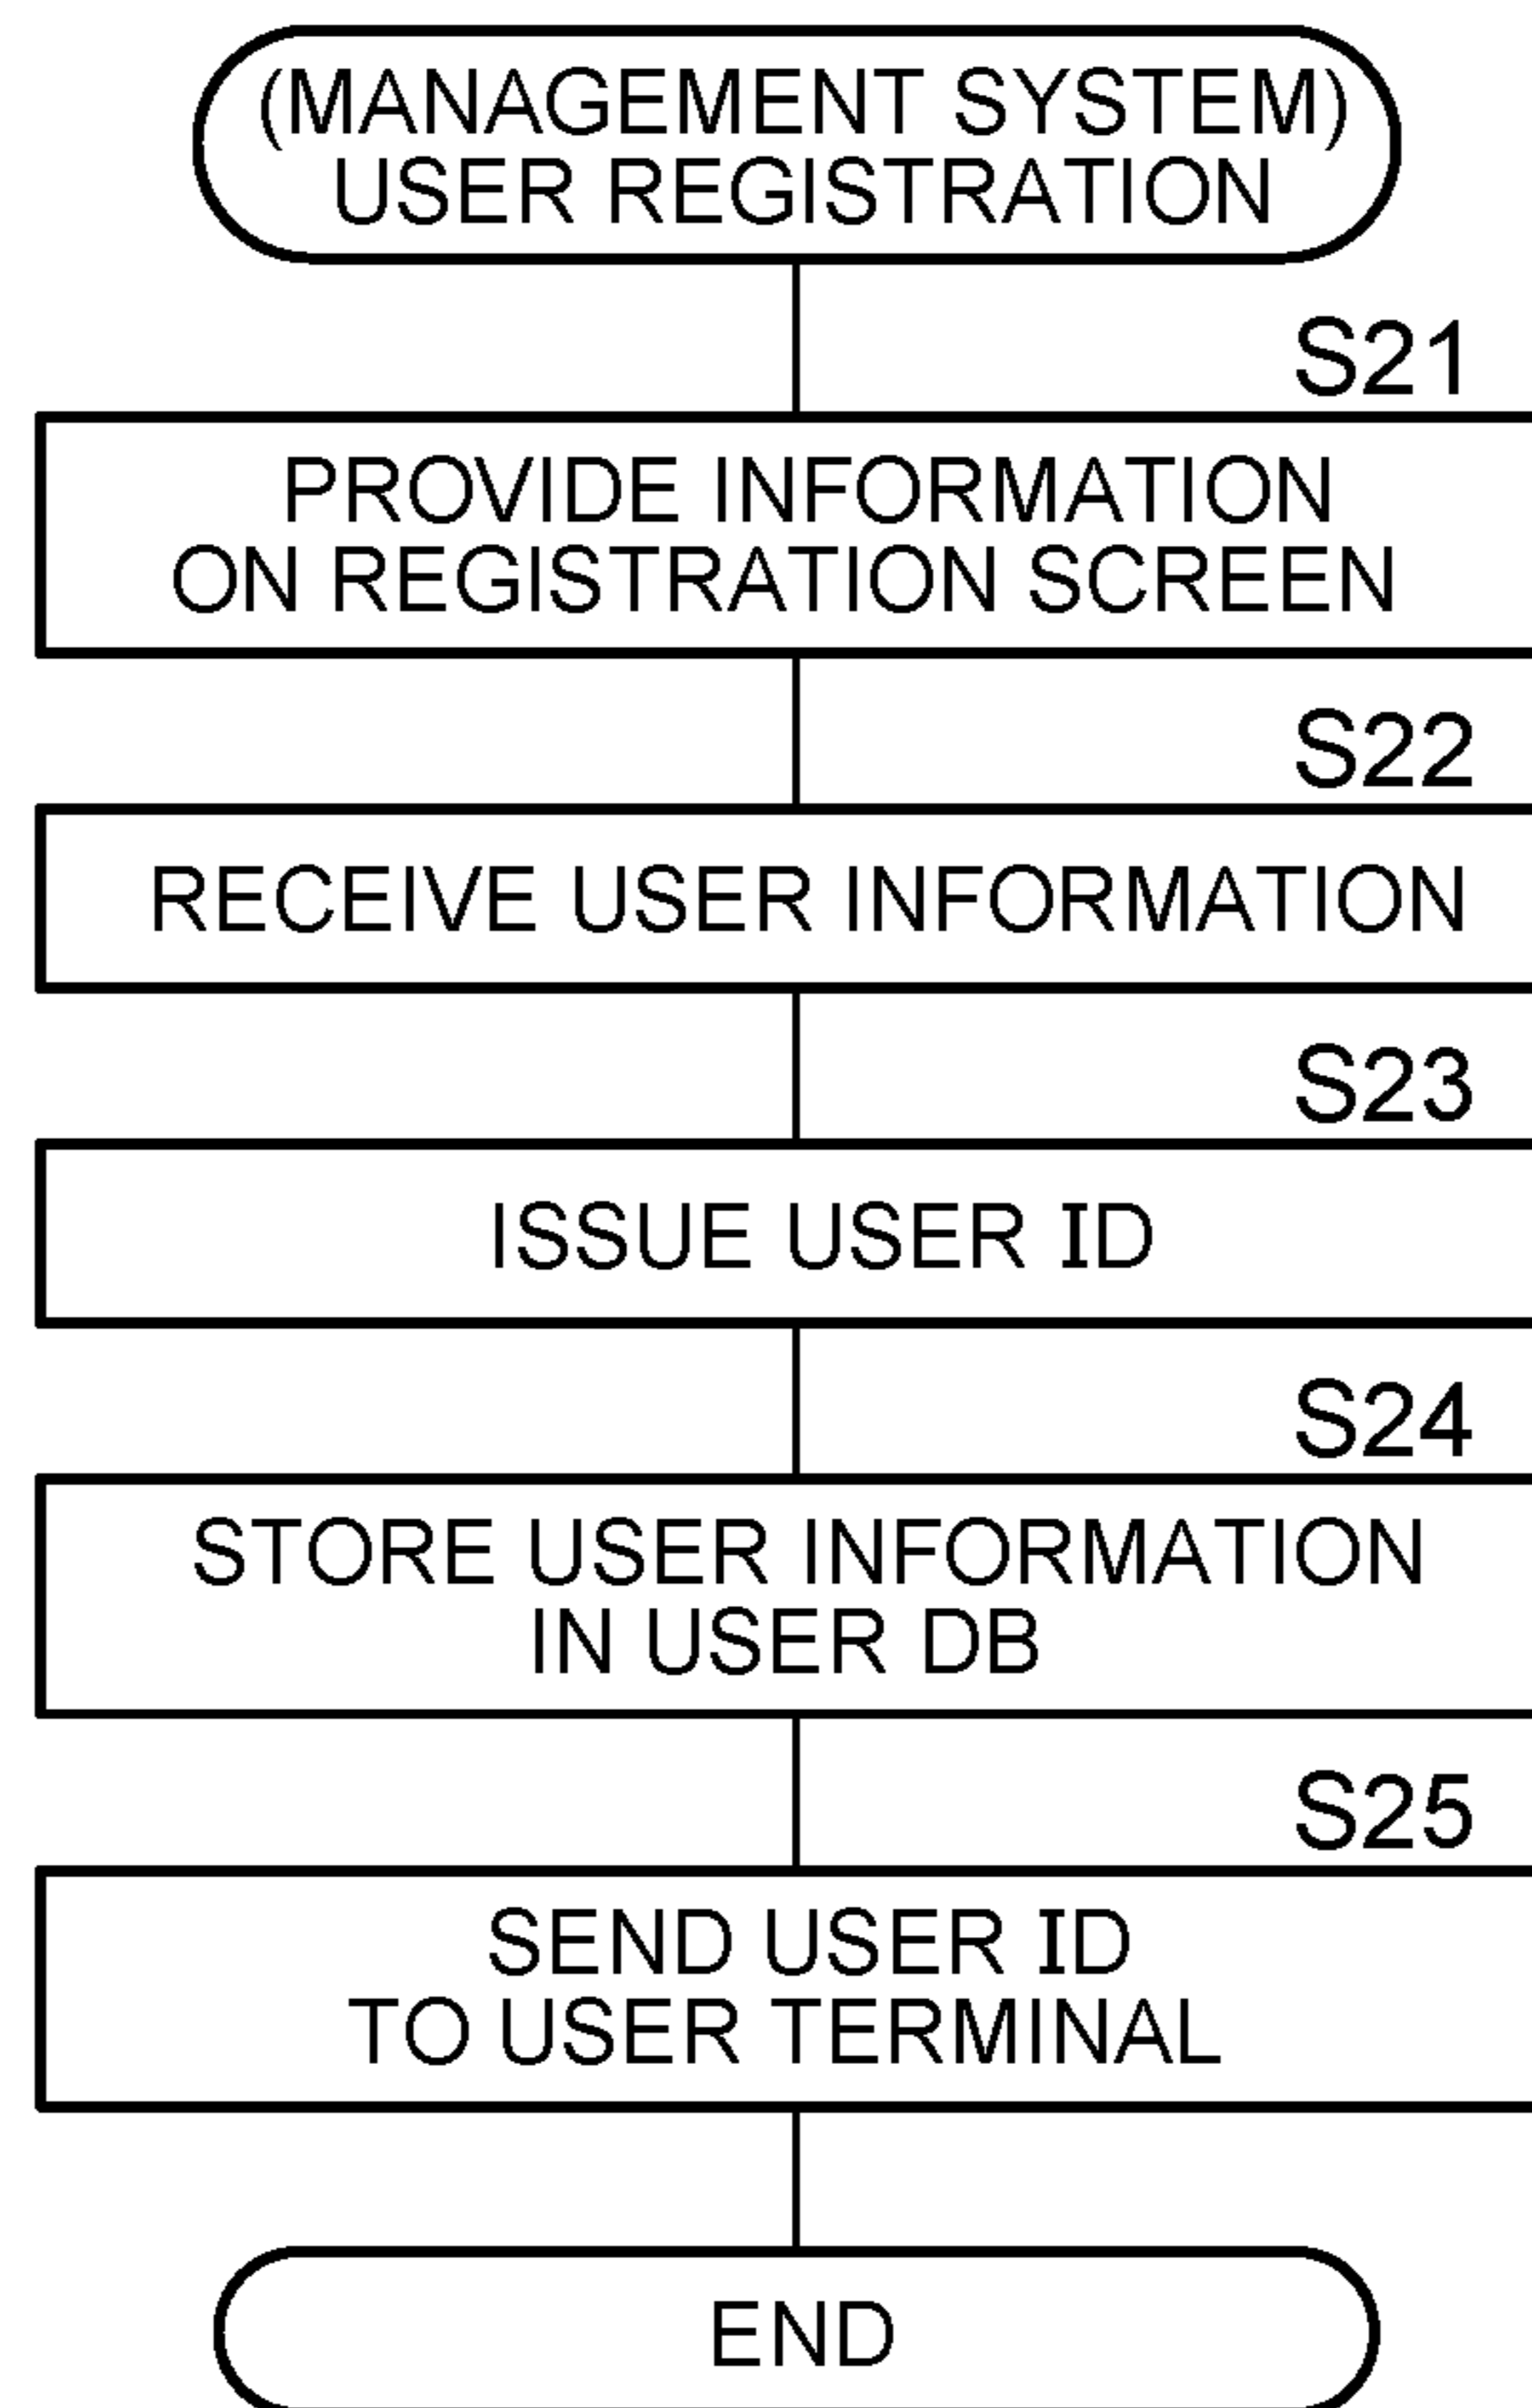 (MANAGEMENT SYSTEM)
USER REGISTRATION
S21
PROVIDE INFORMATION
ON REGISTRATION SCREEN
S22
RECEIVE USER INFORMATION
S23
ISSUE USER ID
S24
STORE USER INFORMATION
IN USER DB
S25
SEND USER ID
TO USER TERMINAL
END